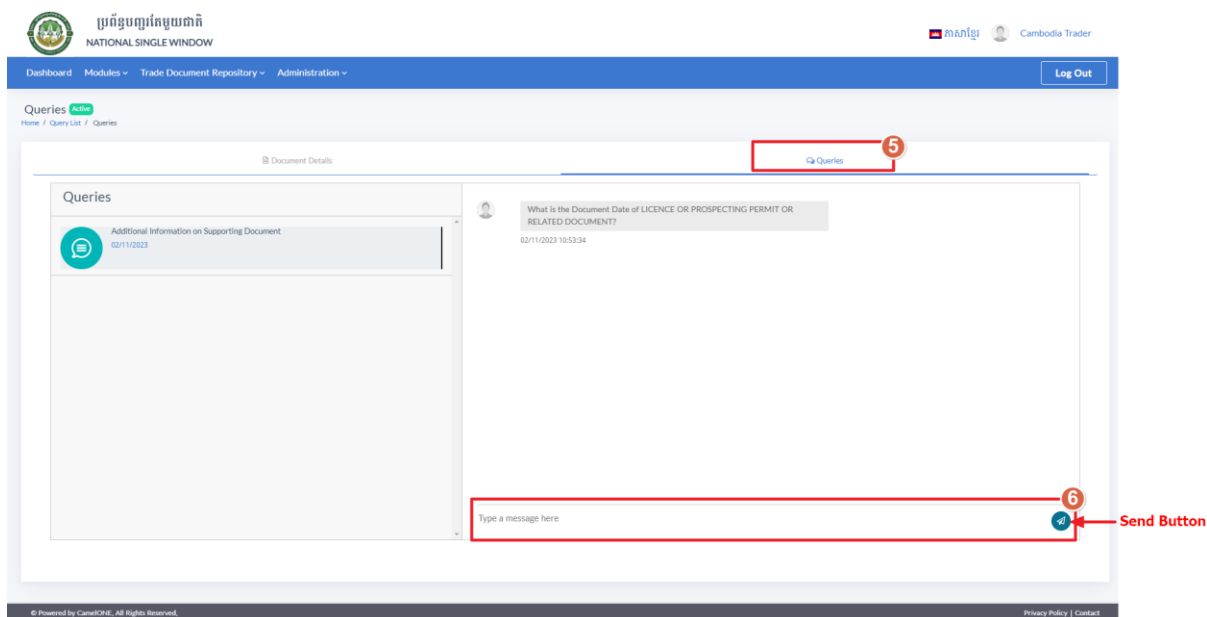 ប្រព័ន្ធបញ្ជរតែមួយជាតិ
NATIONAL SINGLE WINDOW
ភាសាខ្មែរ Cambodia Trader
Dashboard Modules Trade Document Repository Administration Log Out
Queries Active
Home / Query List / Queries
Document Details Queries 5
Queries
What is the Document Date of LICENCE OR PROSPECTING PERMIT OR
RELATED DOCUMENT?
02/11/2023 10:53:34
Additional Information on Supporting Document
02/11/2023
6
Type a message here
Send Button
© Powered by CamelONE, All Rights Reserved, Privacy Policy | Contact